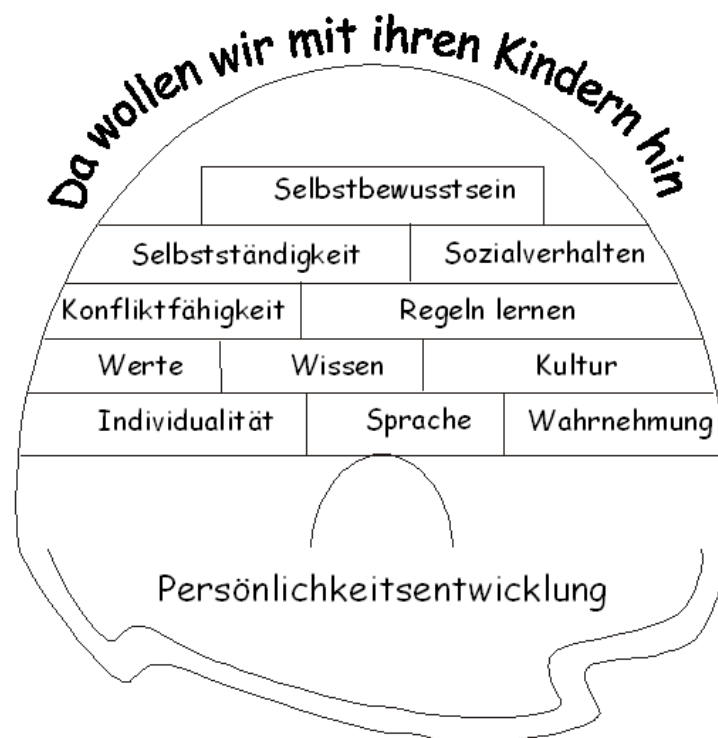 Da wollen wir mit ihren Kindern hin
Selbstbewusstsein
Selbstständigkeit Sozialverhalten
Konfliktfähigkeit Regeln lernen
Werte Wissen Kultur
Individualität Sprache Wahrnehmung
Persönlichkeitsentwicklung